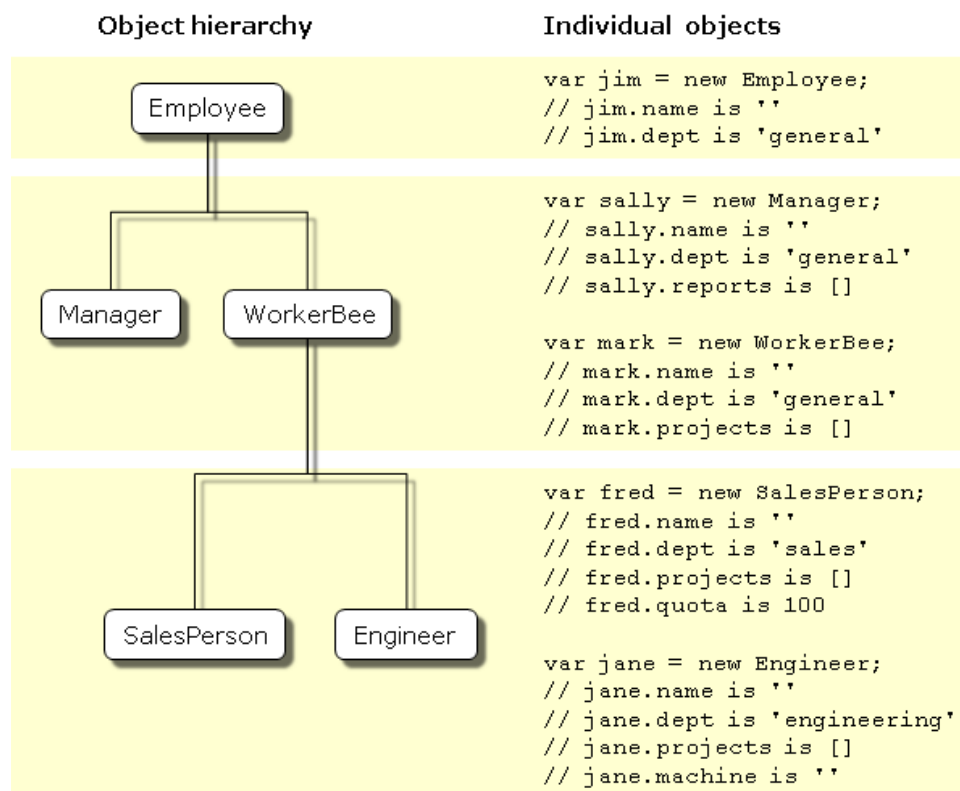 Object hierarchy
Individual objects
Employee
var jim = new Employee;
// jim.name is ''
// jim.dept is 'general'
Manager
WorkerBee
var sally = new Manager;
// sally.name is ''
// sally.dept is 'general'
// sally.reports is []
var mark = new WorkerBee;
// mark.name is ''
// mark.dept is 'general'
// mark.projects is []
SalesPerson
Engineer
var fred = new SalesPerson;
// fred.name is ''
// fred.dept is 'sales'
// fred.projects is []
// fred.quota is 100
var jane = new Engineer;
// jane.name is ''
// jane.dept is 'engineering'
// jane.projects is []
// jane.machine is ''